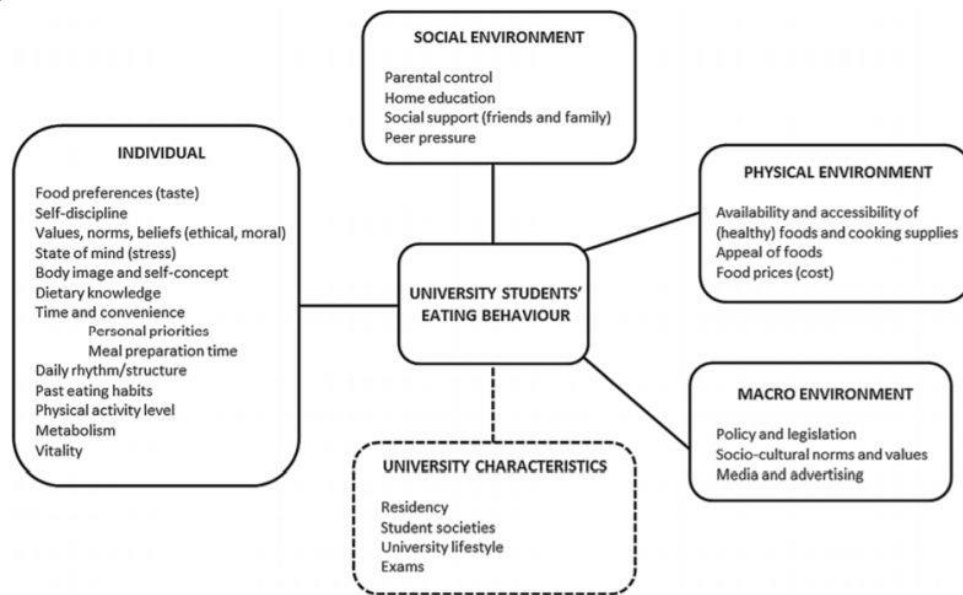 SOCIAL ENVIRONMENT
Parental control
Home education
Social support (friends and family)
Peer pressure
INDIVIDUAL
Food preferences (taste)
Self-discipline
Values, norms, beliefs (ethical, moral)
State of mind (stress)
Body image and self-concept
Dietary knowledge
Time and convenience
Personal priorities
Meal preparation time
Daily rhythm/structure
Past eating habits
Physical activity level
Metabolism
Vitality
PHYSICAL ENVIRONMENT
Availability and accessibility of
(healthy) foods and cooking supplies
Appeal of foods
Food prices (cost)
UNIVERSITY STUDENTS'
EATING BEHAVIOUR
MACRO ENVIRONMENT
Policy and legislation
Socio-cultural norms and values
Media and advertising
UNIVERSITY CHARACTERISTICS
Residency
Student societies
University lifestyle
Exams